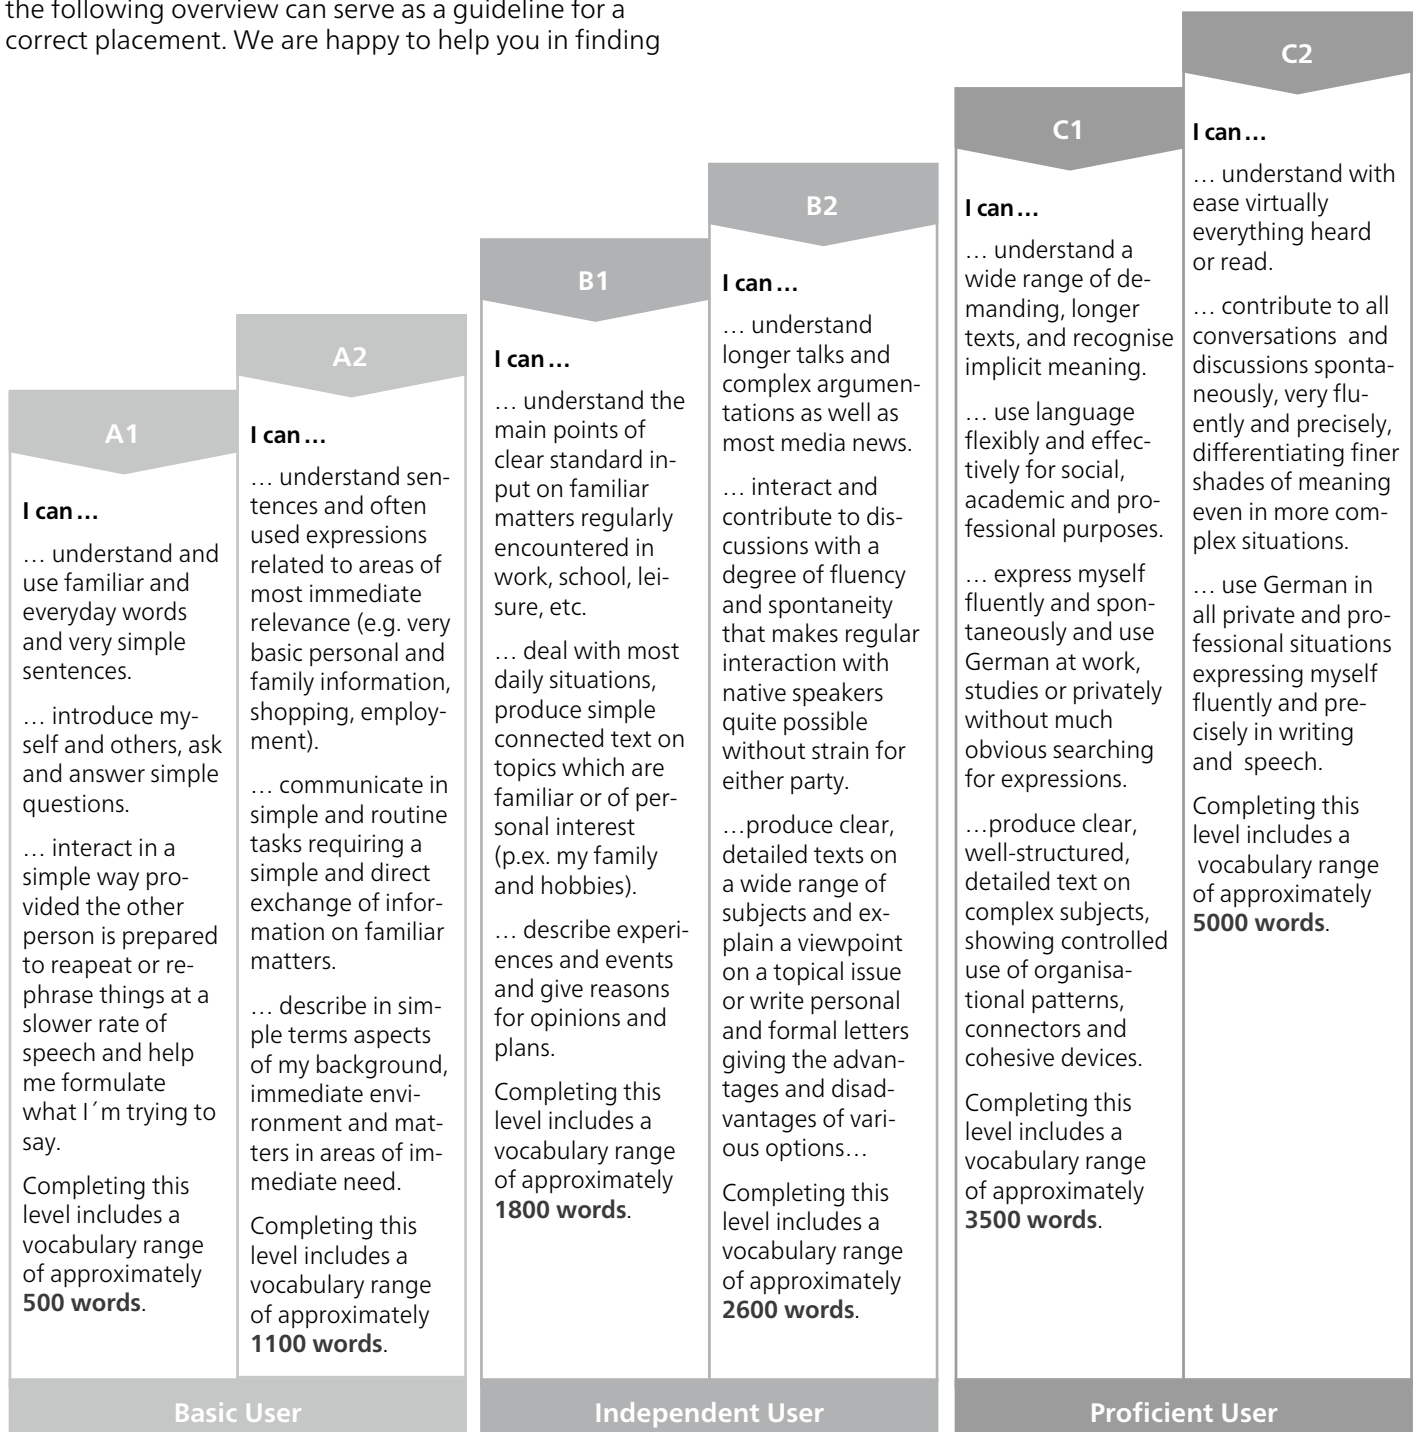 the following overview can serve as a guideline for a
correct placement. We are happy to help you in finding
A1
I can…
… understand and
use familiar and
everyday words
and very simple
sentences.
… introduce my-
self and others, ask
and answer simple
questions.
… interact in a
simple way pro-
vided the other
person is prepared
to reapeat or re-
phrase things at a
slower rate of
speech and help
me formulate
what I´m trying to
say.
Completing this
level includes a
vocabulary range
of approximately
500 words.
A2
I can…
… understand sen-
tences and often
used expressions
related to areas of
most immediate
relevance (e.g. very
basic personal and
family information,
shopping, employ-
ment).
… communicate in
simple and routine
tasks requiring a
simple and direct
exchange of infor-
mation on familiar
matters.
… describe in sim-
ple terms aspects
of my background,
immediate envi-
ronment and mat-
ters in areas of im-
mediate need.
Completing this
level includes a
vocabulary range
of approximately
1100 words.
Basic User
B1
I can…
… understand the
main points of
clear standard in-
put on familiar
matters regularly
encountered in
work, school, lei-
sure, etc.
… deal with most
daily situations,
produce simple
connected text on
topics which are
familiar or of per-
sonal interest
(p.ex. my family
and hobbies).
… describe experi-
ences and events
and give reasons
for opinions and
plans.
Completing this
level includes a
vocabulary range
of approximately
1800 words.
B2
I can…
… understand
longer talks and
complex argumen-
tations as well as
most media news.
… interact and
contribute to dis-
cussions with a
degree of fluency
and spontaneity
that makes regular
interaction with
native speakers
quite possible
without strain for
either party.
…produce clear,
detailed texts on
a wide range of
subjects and ex-
plain a viewpoint
on a topical issue
or write personal
and formal letters
giving the advan-
tages and disad-
vantages of vari-
ous options…
Completing this
level includes a
vocabulary range
of approximately
2600 words.
Independent User
C1
I can…
… understand a
wide range of de-
manding, longer
texts, and recognise
implicit meaning.
… use language
flexibly and effec-
tively for social,
academic and pro-
fessional purposes.
… express myself
fluently and spon-
taneously and use
German at work,
studies or privately
without much
obvious searching
for expressions.
…produce clear,
well-structured,
detailed text on
complex subjects,
showing controlled
use of organisa-
tional patterns,
connectors and
cohesive devices.
Completing this
level includes a
vocabulary range
of approximately
3500 words.
C2
I can…
… understand with
ease virtually
everything heard
or read.
… contribute to all
conversations and
discussions sponta-
neously, very flu-
ently and precisely,
differentiating finer
shades of meaning
even in more com-
plex situations.
… use German in
all private and pro-
fessional situations
expressing myself
fluently and pre-
cisely in writing
and speech.
Completing this
level includes a
vocabulary range
of approximately
5000 words.
Proficient User